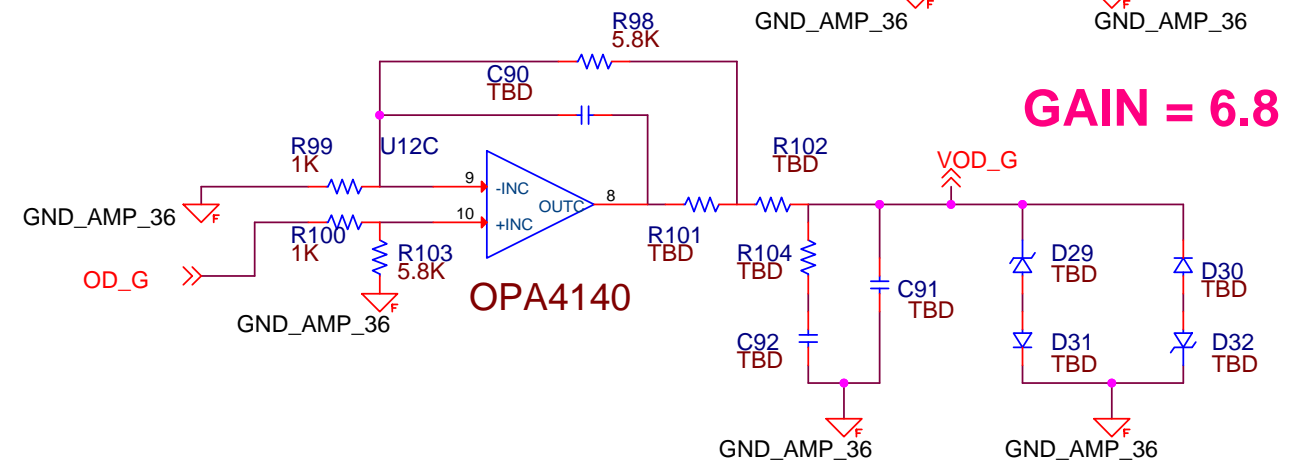 GND_AMP_36
F
GND_AMP_36
F
R98
5.8K
C90
TBD
GAIN = 6.8
R99
1K
U12C
R102
TBD
VOD_G
9
-INC
8
OUTC
10
+INC
GND_AMP_36
F
R100
1K
R103
5.8K
R101
TBD
R104
TBD
D29
TBD
D30
TBD
OD_G
OPA4140
C91
TBD
GND_AMP_36
F
C92
TBD
D31
TBD
D32
TBD
GND_AMP_36
F
GND_AMP_36
F